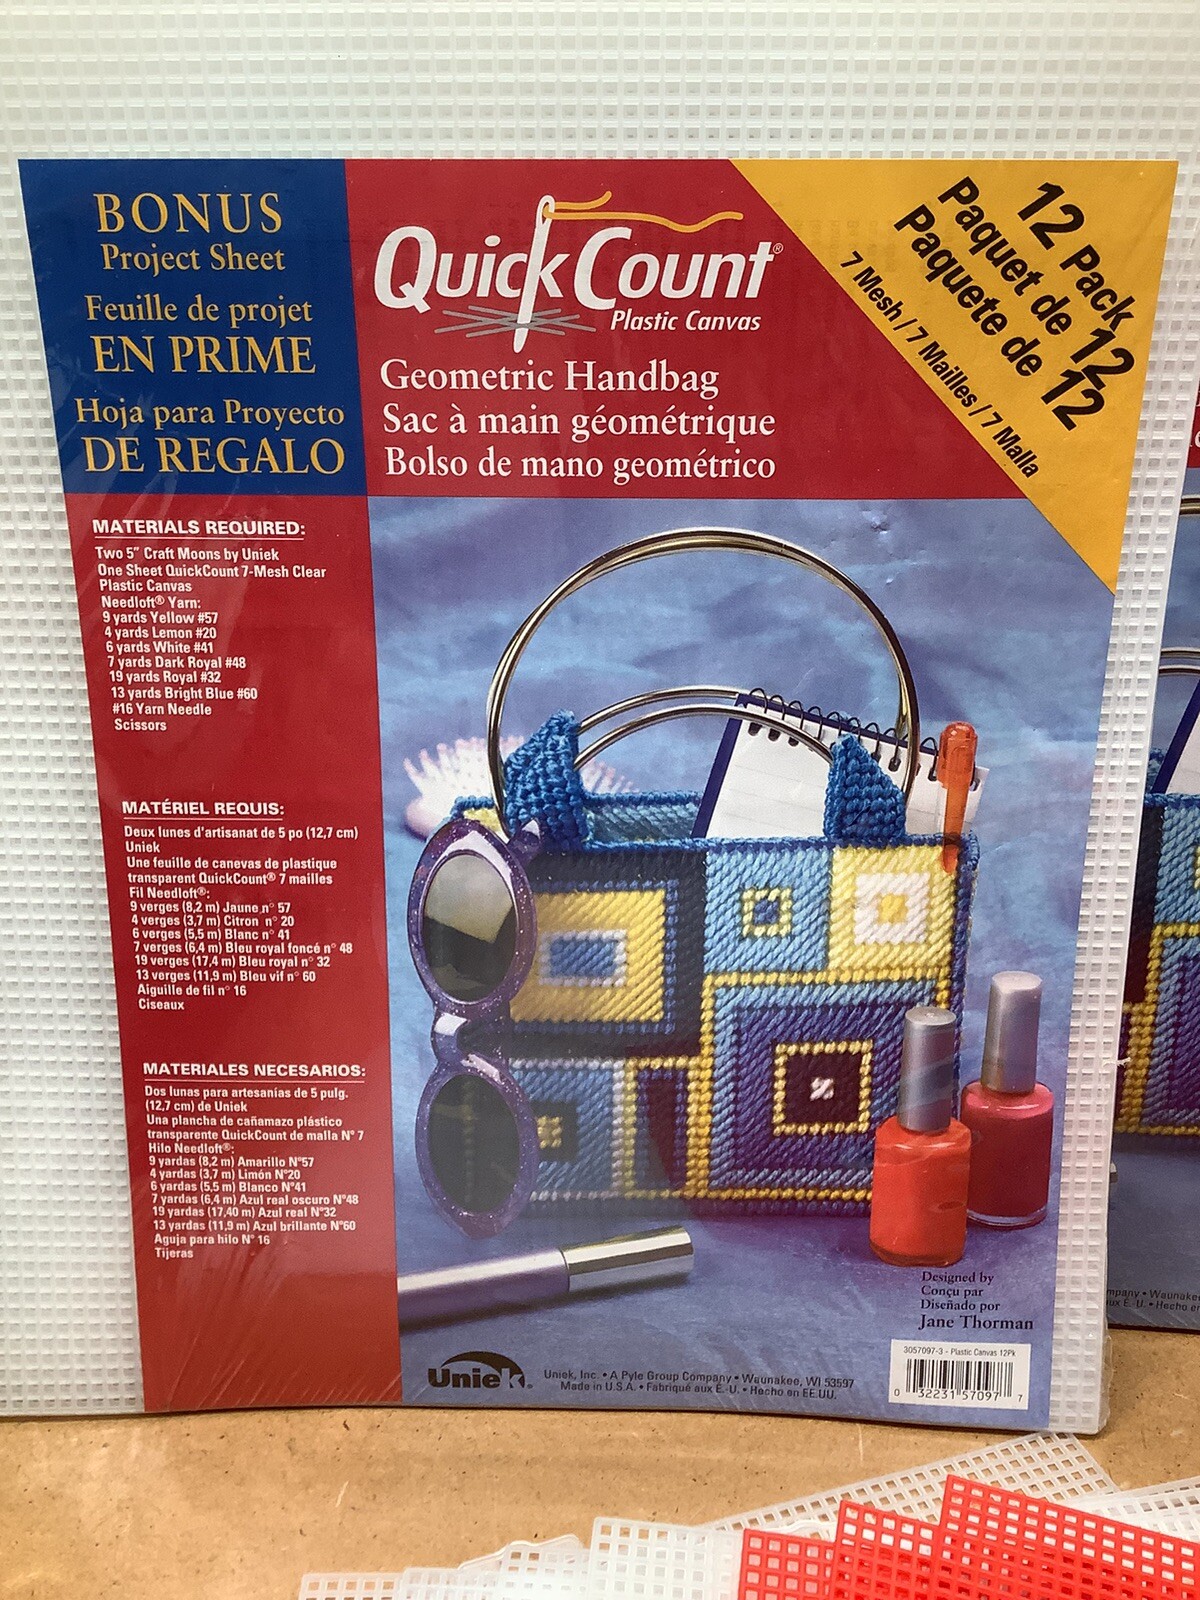 BONUS
Project Sheet
Feuille de projet
EN PRIME
Hoja para Proyecto
DE REGALO
QuickCount®
Plastic Canvas
Geometric Handbag
Sac à main géométrique
Bolso de mano geométrico
12 Pack
Paquet de 12
Paquete de 12
7 Mesh / 7 Mailles / 7 Malla
MATERIALS REQUIRED:
Two 5" Craft Moons by Uniek
One Sheet QuickCount 7-Mesh Clear
Plastic Canvas
Needloft® Yarn:
9 yards Yellow #57
4 yards Lemon #20
6 yards White #41
7 yards Dark Royal #48
19 yards Royal #32
13 yards Bright Blue #60
#16 Yarn Needle
Scissors
MATÉRIEL REQUIS:
Deux lunes d'artisanat de 5 po (12,7 cm)
Uniek
Une feuille de canevas de plastique
transparent QuickCount® 7 mailles
Fil Needloft®:
9 verges (8,2 m) Jaune n° 57
4 verges (3,7 m) Citron n° 20
6 verges (5,5 m) Blanc n° 41
7 verges (6,4 m) Bleu royal foncé n° 48
19 verges (17,4 m) Bleu royal n° 32
13 verges (11,9 m) Bleu vif n° 60
Aiguille de fil n° 16
Ciseaux
MATERIALES NECESARIOS:
Dos lunas para artesanías de 5 pulg.
(12,7 cm) de Uniek
Una plancha de cañamazo plástico
transparente QuickCount de malla N° 7
Hilo Needloft®:
9 yardas (8,2 m) Amarillo N°57
4 yardas (3,7 m) Limón N°20
6 yardas (5,5 m) Blanco N°41
7 yardas (6,4 m) Azul real oscuro N°48
19 yardas (17,40 m) Azul real N°32
13 yardas (11,9 m) Azul brillante N°60
Aguja para hilo N° 16
Tijeras
Designed by
Conçu par
Diseñado por
Jane Thorman
Uniek®
Uniek, Inc. • A Pyle Group Company • Waunakee, WI 53597
Made in U.S.A. • Fabriqué aux É.-U. • Hecho en EE.UU.
3057097-3 - Plastic Canvas 12Pk
0 32231 57097 7